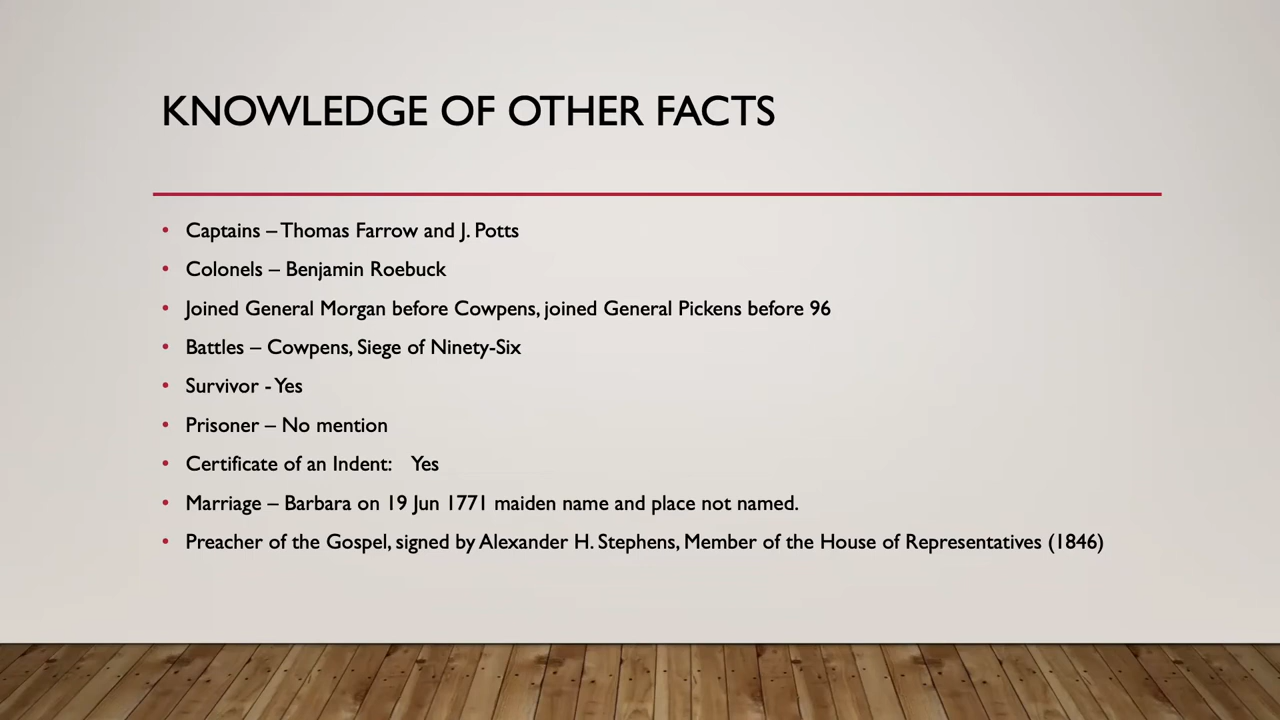 KNOWLEDGE OF OTHER FACTS
• Captains – Thomas Farrow and J. Potts
• Colonels – Benjamin Roebuck
• Joined General Morgan before Cowpens, joined General Pickens before 96
• Battles – Cowpens, Siege of Ninety-Six
• Survivor - Yes
• Prisoner – No mention
• Certificate of an Indent: Yes
• Marriage – Barbara on 19 Jun 1771 maiden name and place not named.
• Preacher of the Gospel, signed by Alexander H. Stephens, Member of the House of Representatives (1846)